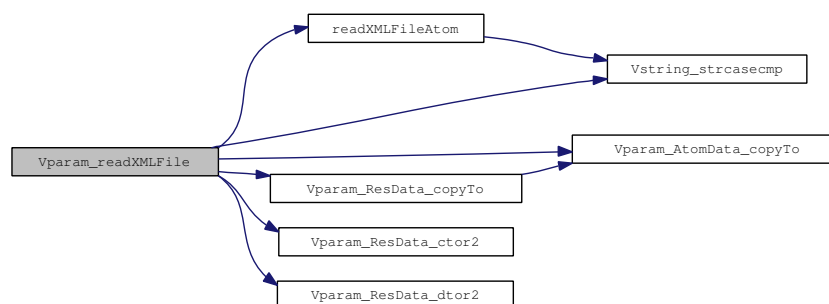 readXMLFileAtom
Vstring_strcasecmp
Vparam_readXMLFile
Vparam_AtomData_copyTo
Vparam_ResData_copyTo
Vparam_ResData_ctor2
Vparam_ResData_dtor2